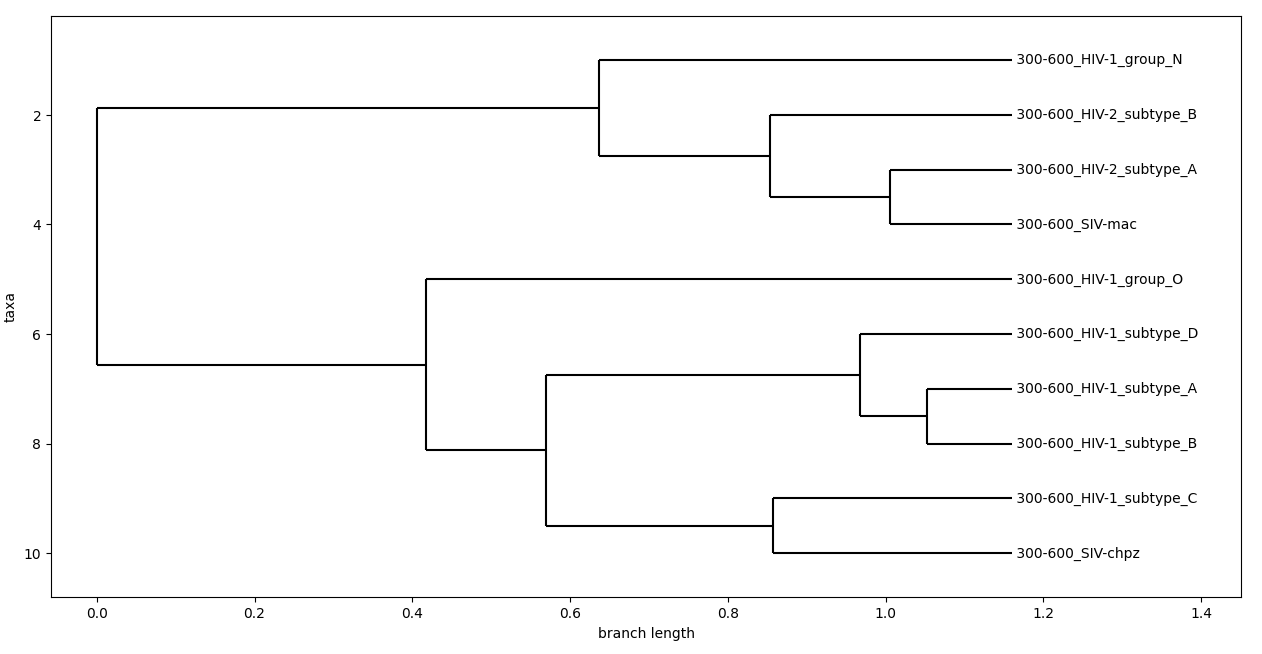 300-600_HIV-1_group_N
2
300-600_HIV-2_subtype_B
300-600_HIV-2_subtype_A
4
300-600_SIV-mac
300-600_HIV-1_group_O
taxa
6
300-600_HIV-1_subtype_D
300-600_HIV-1_subtype_A
8
300-600_HIV-1_subtype_B
300-600_HIV-1_subtype_C
10
300-600_SIV-chpz
0.0 0.2 0.4 0.6 0.8 1.0 1.2 1.4
branch length